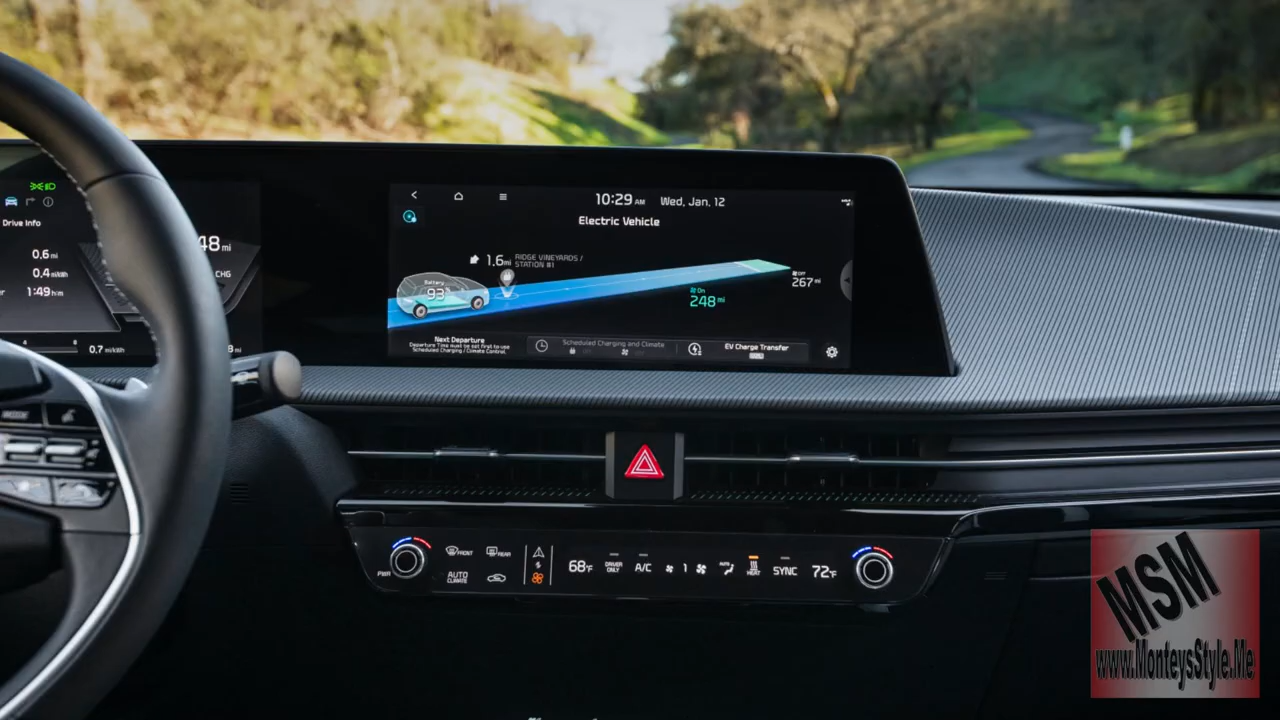 Drive Info
0.6 mi
0.4 mi/kWh
1:49 h:m
48 mi
CHG
4 8
0.7 mi/kWh
10:29 AM Wed, Jan. 12
Electric Vehicle
1.6 mi
RIDGE VINEYARDS /
STATION #1
Battery
93%
On
248 mi
Off
267 mi
Next Departure
Departure Time must be set first to use
Scheduled Charging / Climate Control.
Scheduled Charging and Climate
EV Charge Transfer
PWR
FRONT
REAR
AUTO
CLIMATE
68°F
DRIVER
ONLY
A/C
1
AUTO
HEAT
SYNC
72°F
MSM
www.MonteysStyle.Me